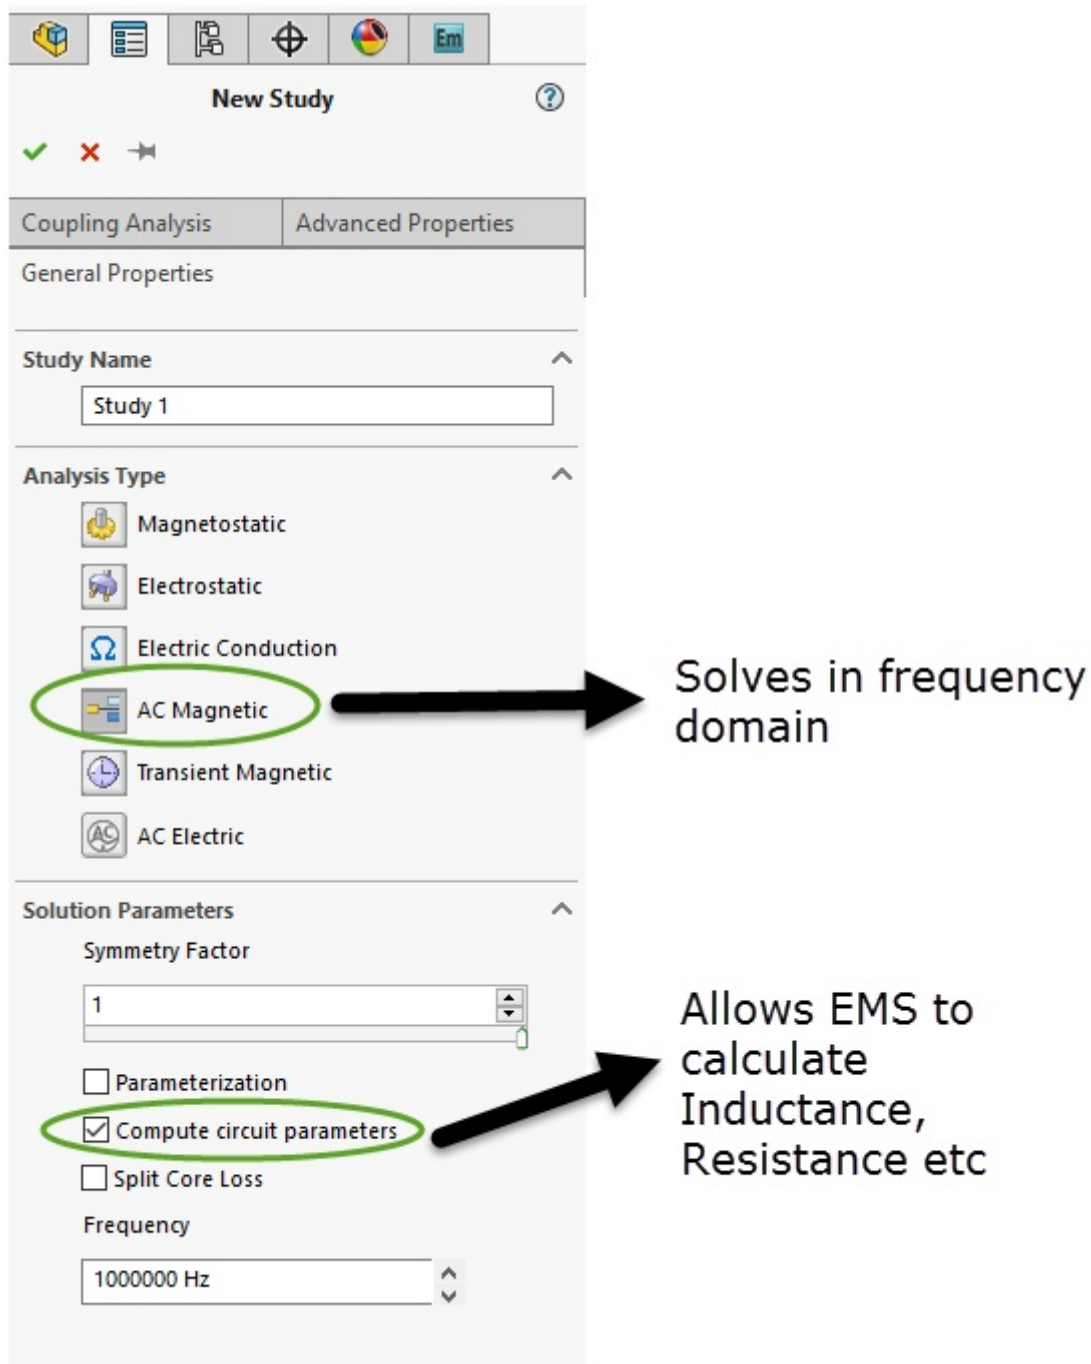 Em
New Study
Coupling Analysis
Advanced Properties
General Properties
Study Name
Study 1
Analysis Type
Magnetostatic
Electrostatic
Ω Electric Conduction
AC Magnetic
Solves in frequency
domain
Transient Magnetic
AC AC Electric
Solution Parameters
Symmetry Factor
1
Parameterization
Compute circuit parameters
Split Core Loss
Allows EMS to
calculate
Inductance,
Resistance etc
Frequency
1000000 Hz